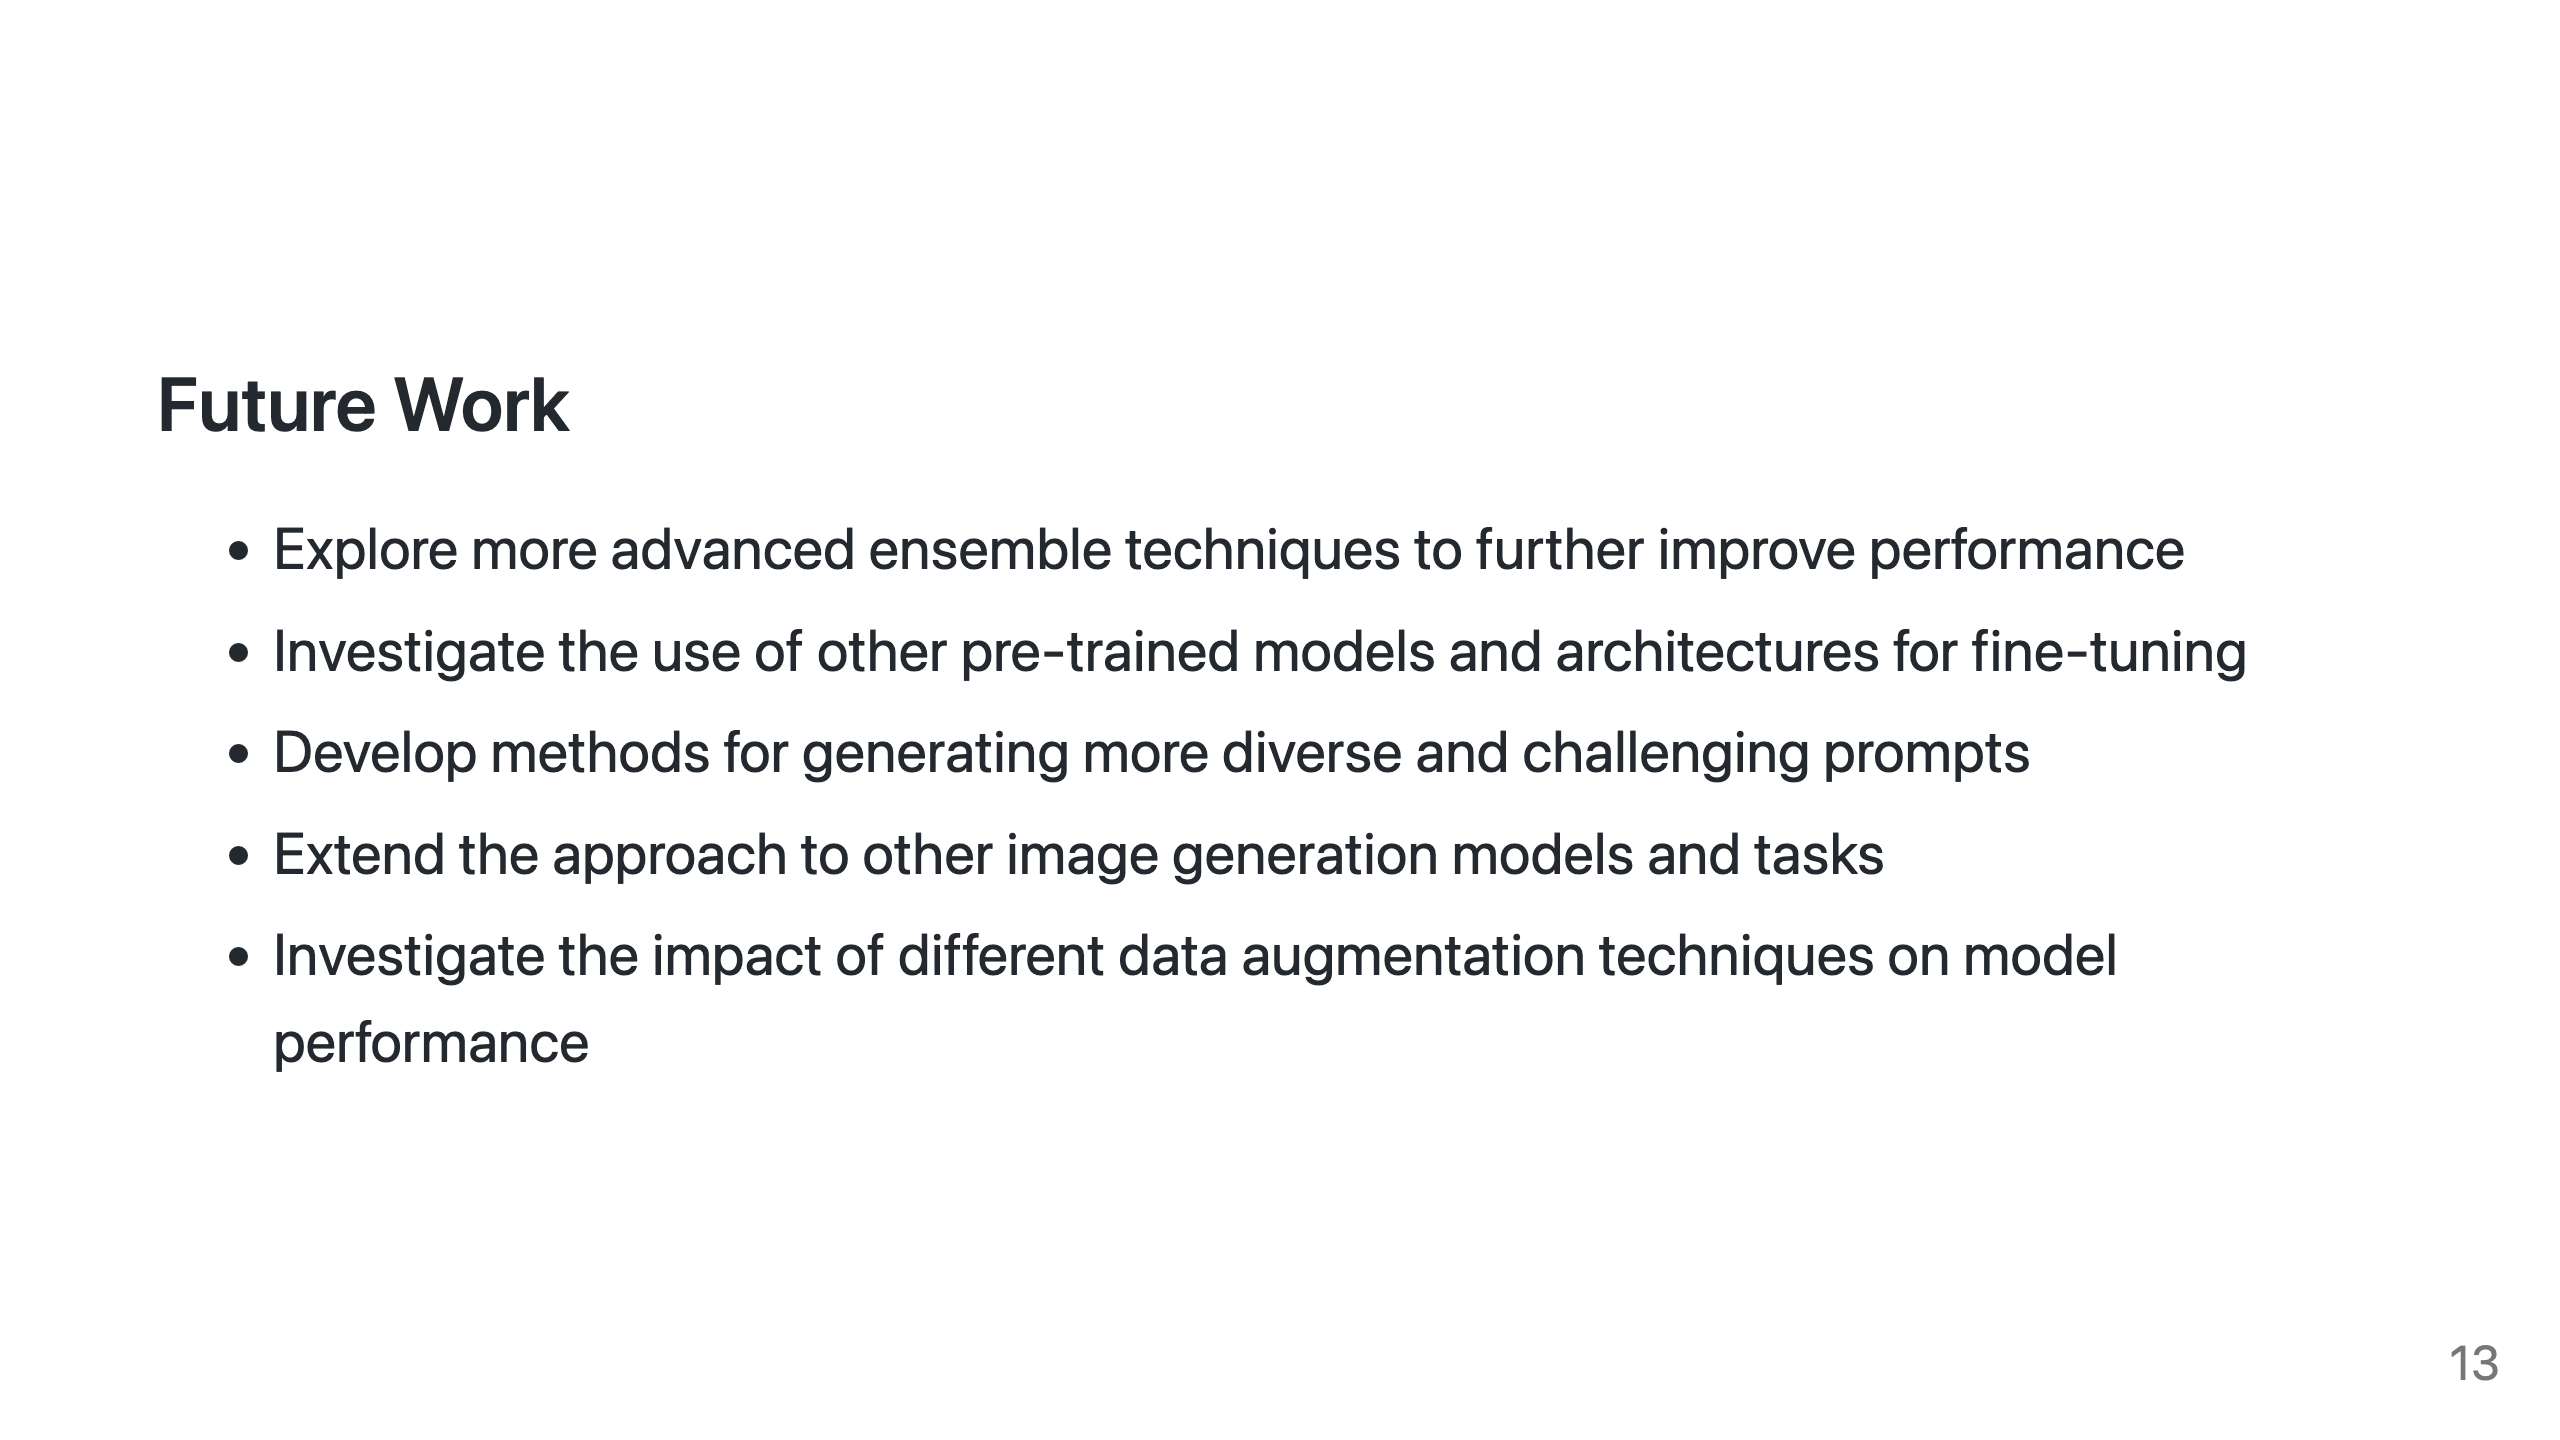 Future Work
• Explore more advanced ensemble techniques to further improve performance
• Investigate the use of other pre-trained models and architectures for fine-tuning
• Develop methods for generating more diverse and challenging prompts
• Extend the approach to other image generation models and tasks
• Investigate the impact of different data augmentation techniques on model
performance
13